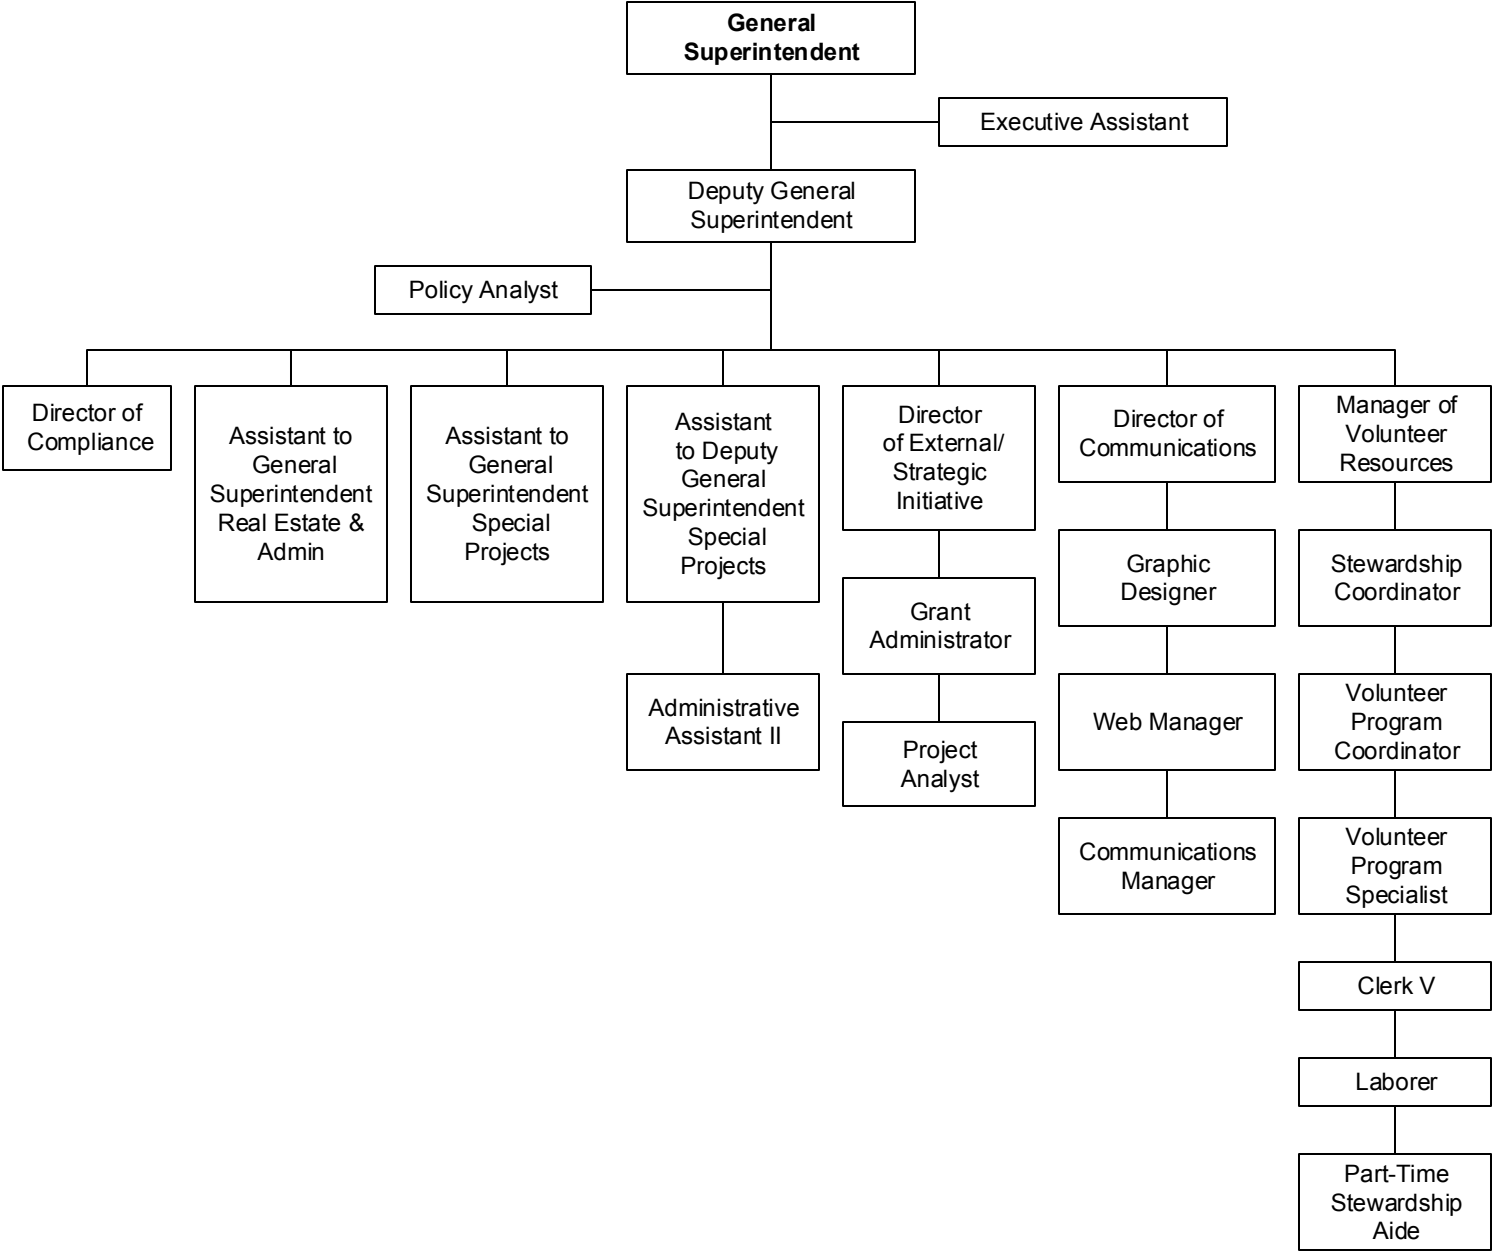 General
Superintendent
Executive Assistant
Deputy General
Superintendent
Policy Analyst
Director of
Compliance
Assistant to
General
Superintendent
Real Estate &
Admin
Assistant to
General
Superintendent
Special
Projects
Assistant
to Deputy
General
Superintendent
Special
Projects
Administrative
Assistant II
Director
of External/
Strategic
Initiative
Grant
Administrator
Project
Analyst
Director of
Communications
Graphic
Designer
Web Manager
Communications
Manager
Manager of
Volunteer
Resources
Stewardship
Coordinator
Volunteer
Program
Coordinator
Volunteer
Program
Specialist
Clerk V
Laborer
Part-Time
Stewardship
Aide